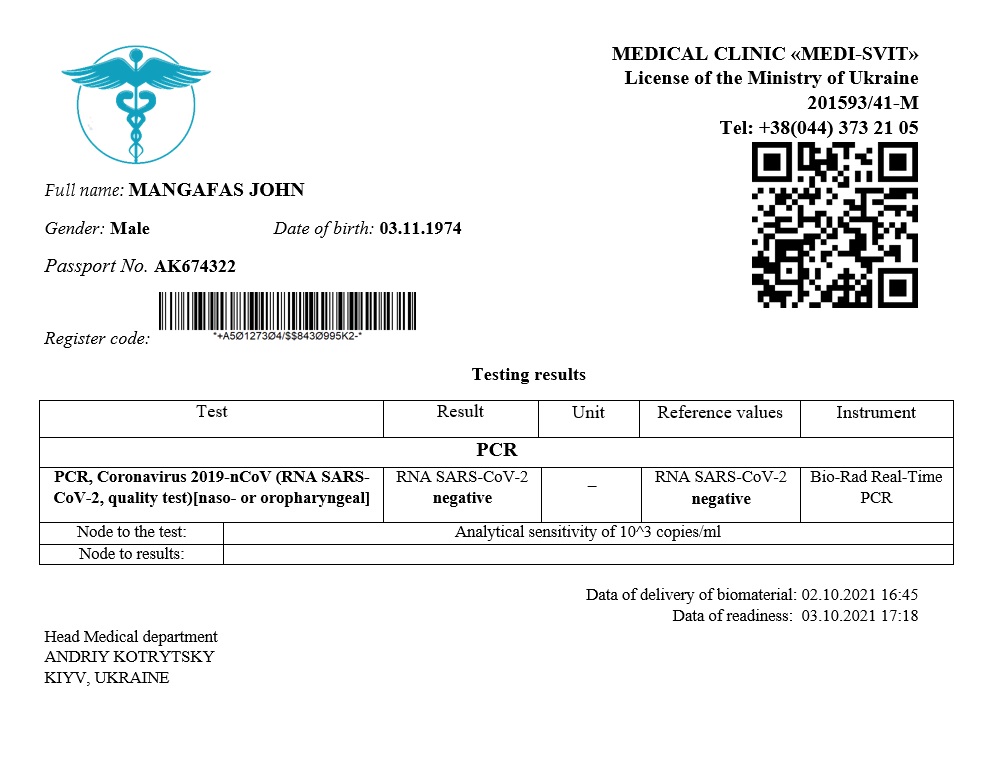 MEDICAL CLINIC «MEDI-SVIT»
License of the Ministry of Ukraine
201593/41-M
Tel: +38(044) 373 21 05
Full name: MANGAFAS JOHN
Gender: Male Date of birth: 03.11.1974
Passport No. AK674322
Register code:
*+A5Ø1273Ø4/$$843Ø995K2-*
Testing results
Test Result Unit Reference values Instrument
PCR
PCR, Coronavirus 2019-nCoV (RNA SARS- RNA SARS-CoV-2 – RNA SARS-CoV-2 Bio-Rad Real-Time
CoV-2, quality test)[naso- or oropharyngeal] negative negative PCR
Node to the test: Analytical sensitivity of 10^3 copies/ml
Node to results:
Data of delivery of biomaterial: 02.10.2021 16:45
Data of readiness: 03.10.2021 17:18
Head Medical department
ANDRIY KOTRYTSKY
KIYV, UKRAINE